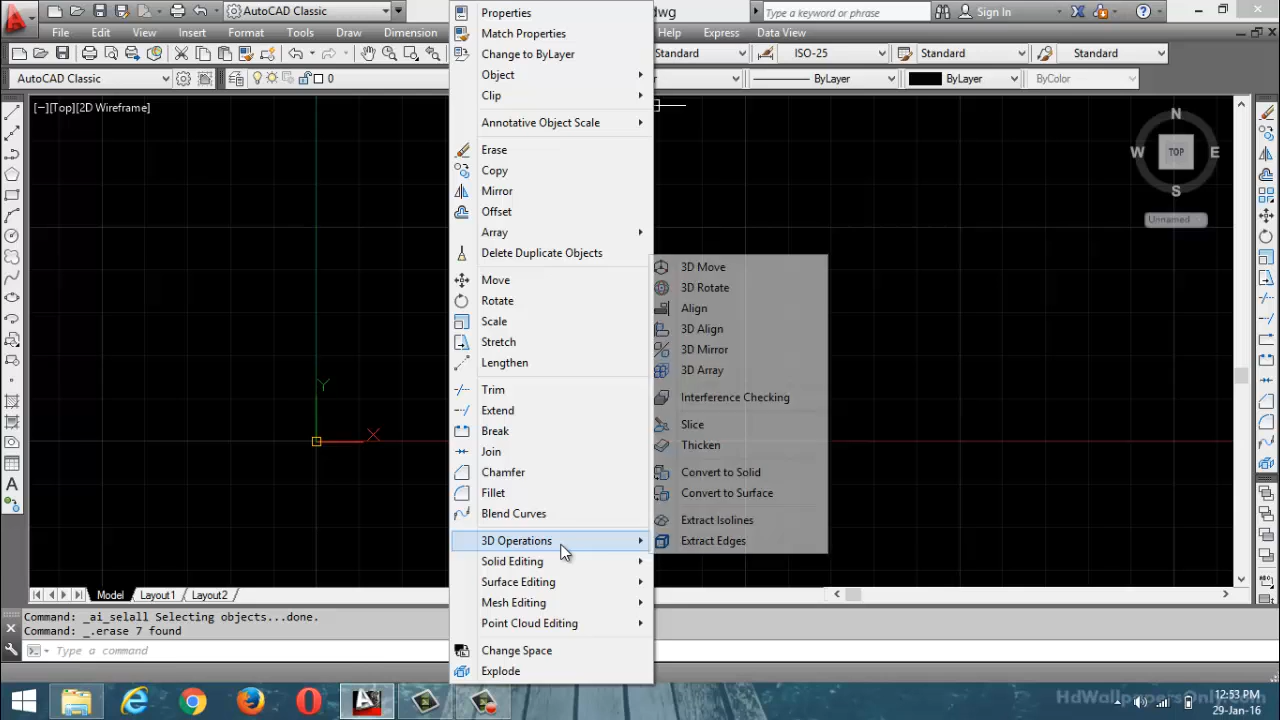 AutoCAD Classic
dwg
Type a keyword or phrase
Sign In
File
Edit
View
Insert
Format
Tools
Draw
Dimension
Help
Express
Data View
Standard
ISO-25
Standard
Standard
AutoCAD Classic
0
ByLayer
ByLayer
ByColor
[−][Top][2D Wireframe]
N
W
TOP
E
S
Unnamed
Y
X
Properties
Match Properties
Change to ByLayer
Object
Clip
Annotative Object Scale
Erase
Copy
Mirror
Offset
Array
Delete Duplicate Objects
Move
Rotate
Scale
Stretch
Lengthen
Trim
Extend
Break
Join
Chamfer
Fillet
Blend Curves
3D Operations
Solid Editing
Surface Editing
Mesh Editing
Point Cloud Editing
Change Space
Explode
3D Move
3D Rotate
Align
3D Align
3D Mirror
3D Array
Interference Checking
Slice
Thicken
Convert to Solid
Convert to Surface
Extract Isolines
Extract Edges
A
Model
Layout1
Layout2
Command: _ai_selall Selecting objects...done.
Command: _.erase 7 found
Type a command
HdWallpapersOnly.com
12:53 PM
29-Jan-16